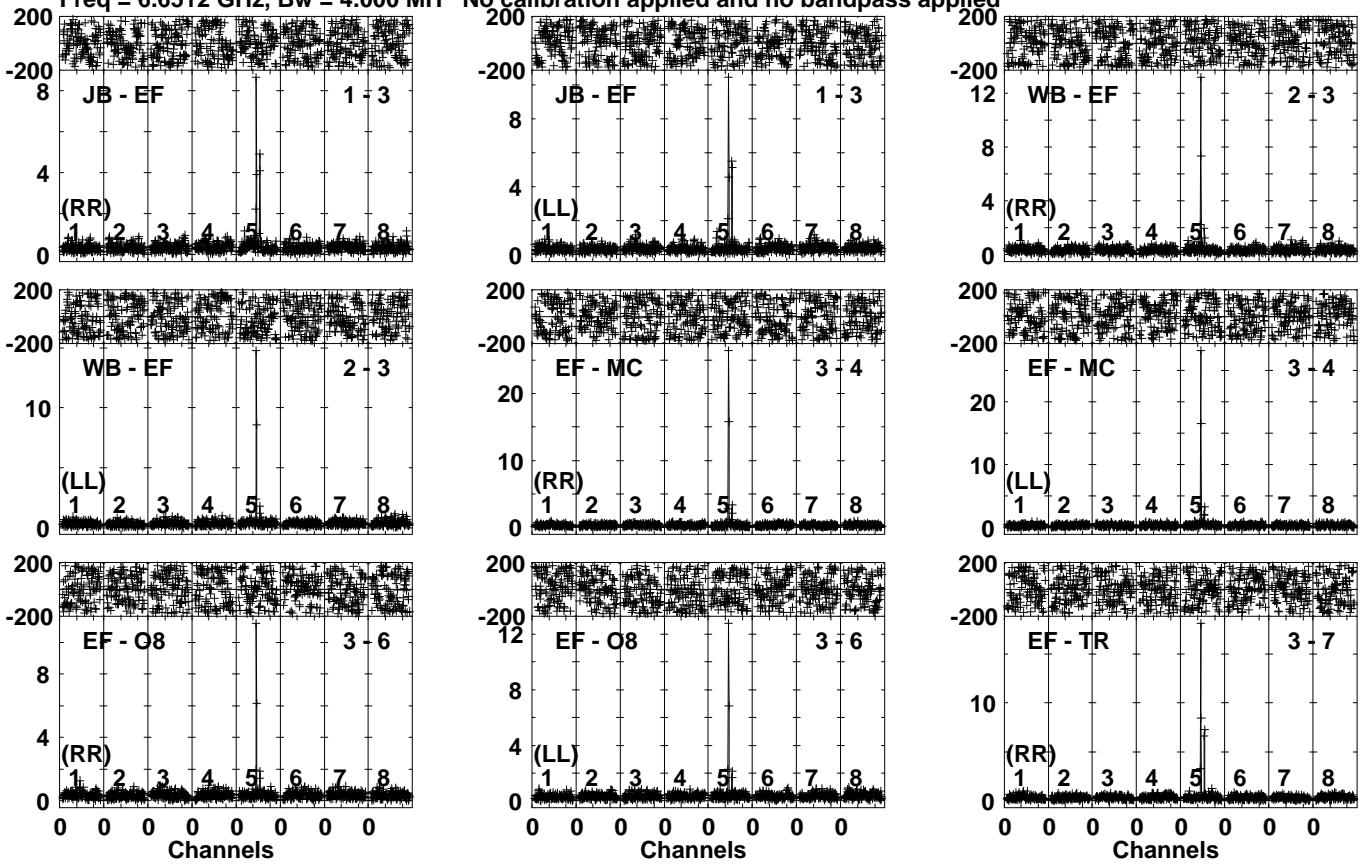 Freq = 6.6512 GHz, Bw = 4.000 MH No calibration applied and no bandpass applied
200 200 200
-200 -200 -200
JB - EF 1 - 3 JB - EF 1 - 3 WB - EF 2 - 3
8 8 12
4 4 8
0 0 4
0
(RR) (LL) (RR)
1 2 3 4 5 6 7 8 1 2 3 4 5 6 7 8 1 2 3 4 5 6 7 8
200 200 200
-200 -200 -200
WB - EF 2 - 3 EF - MC 3 - 4 EF - MC 3 - 4
10 20 20
0 10 10
0 0
(LL) (RR) (LL)
1 2 3 4 5 6 7 8 1 2 3 4 5 6 7 8 1 2 3 4 5 6 7 8
200 200 200
-200 -200 -200
EF - O8 3 - 6 EF - O8 3 - 6 EF - TR 3 - 7
8 12 10
4 8 0
0 4
0
(RR) (LL) (RR)
1 2 3 4 5 6 7 8 1 2 3 4 5 6 7 8 1 2 3 4 5 6 7 8
0 0 0 0 0 0 0 0 0 0 0 0 0 0 0 0 0 0 0 0 0 0 0 0
Channels Channels Channels